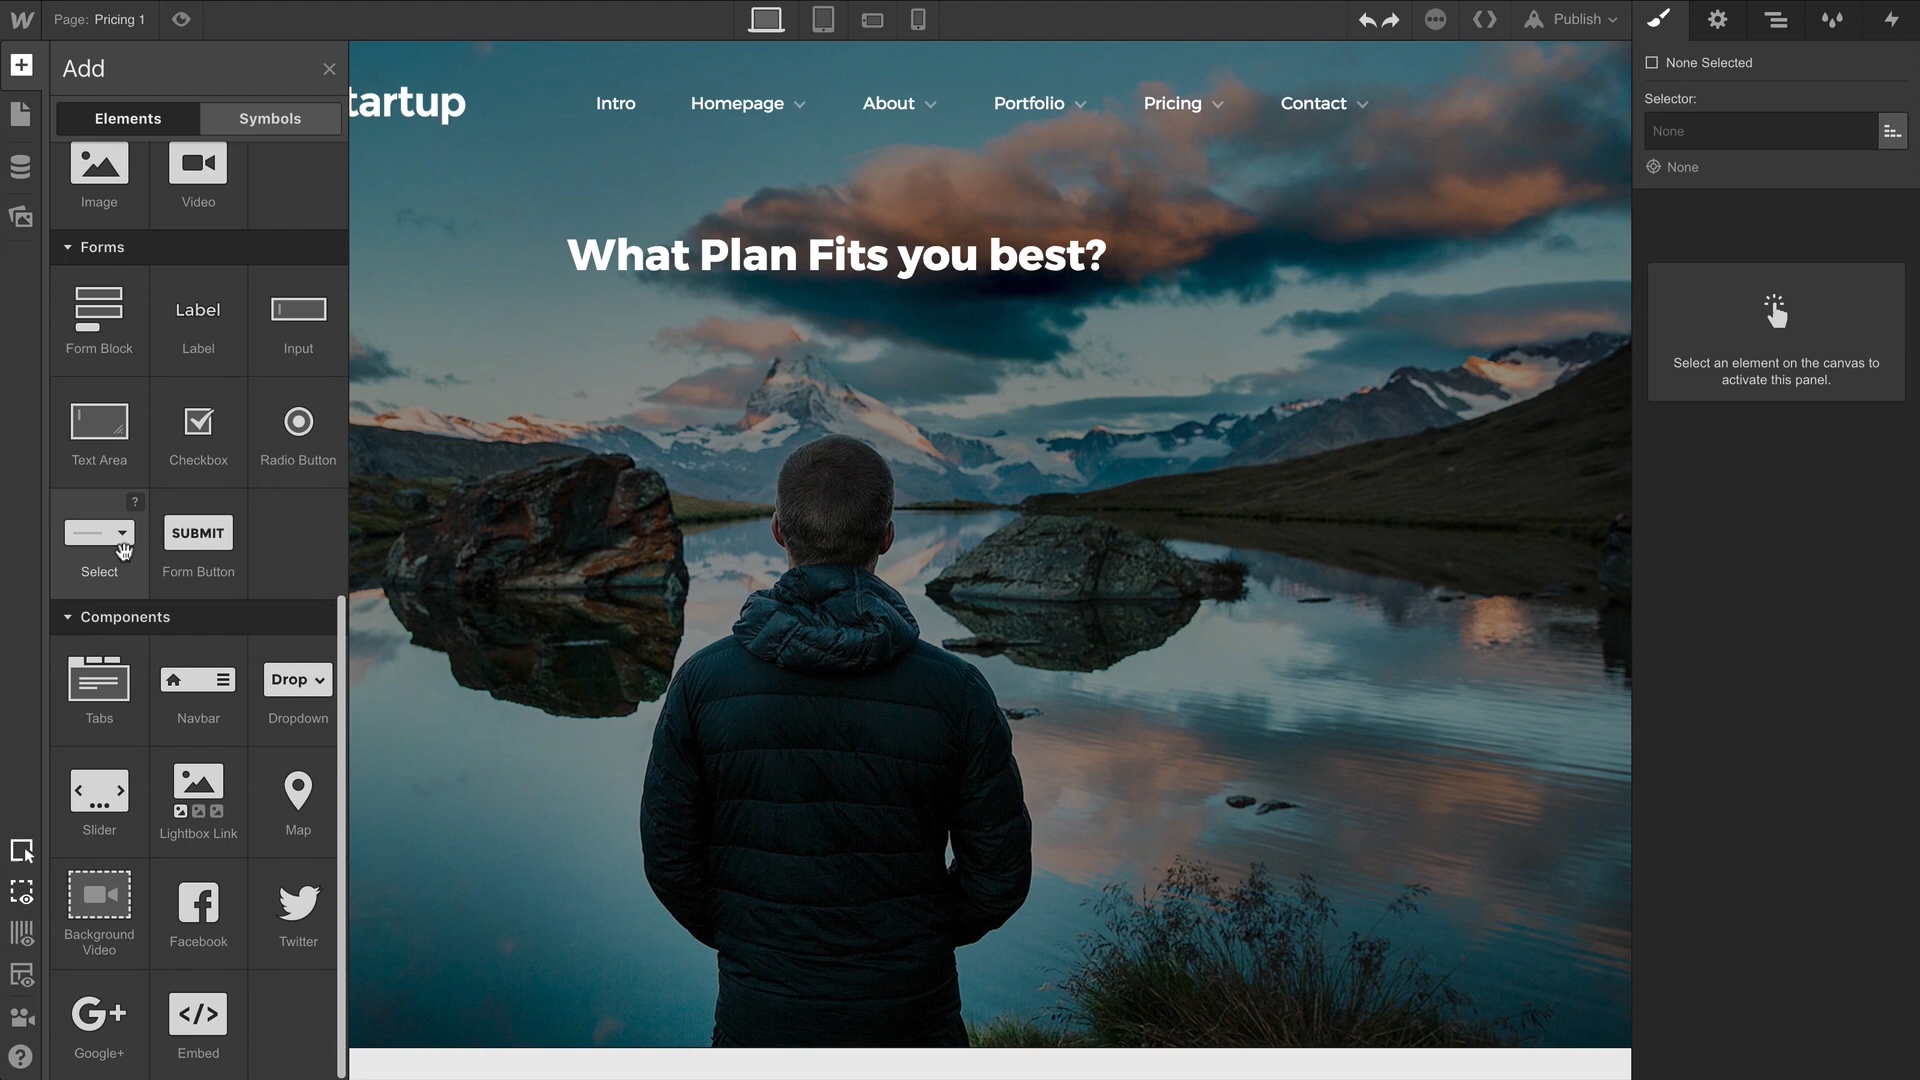 Page: Pricing 1
Publish
Add
Elements
Symbols
Image
Video
Forms
Label
Form Block
Label
Input
Text Area
Checkbox
Radio Button
?
SUBMIT
Select
Form Button
Components
Drop
Tabs
Navbar
Dropdown
Slider
Lightbox Link
Map
Background
Video
Facebook
Twitter
G+
</>
Google+
Embed
tartup
Intro
Homepage
About
Portfolio
Pricing
Contact
What Plan Fits you best?
None Selected
Selector:
None
None
Select an element on the canvas to
activate this panel.